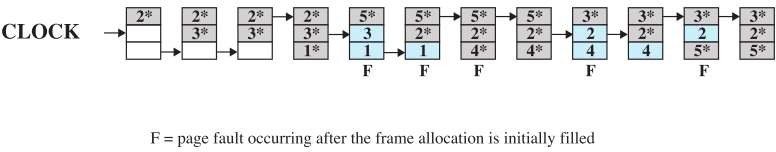 2* 2* 2* 2* 5* 5* 5* 5* 3* 3* 3* 3*
CLOCK 3* 3* 3* 3 2* 2* 2* 2 2* 2 2*
1* 1 1 4* 4* 4 4 5* 5*
F F F F F
F = page fault occurring after the frame allocation is initially filled